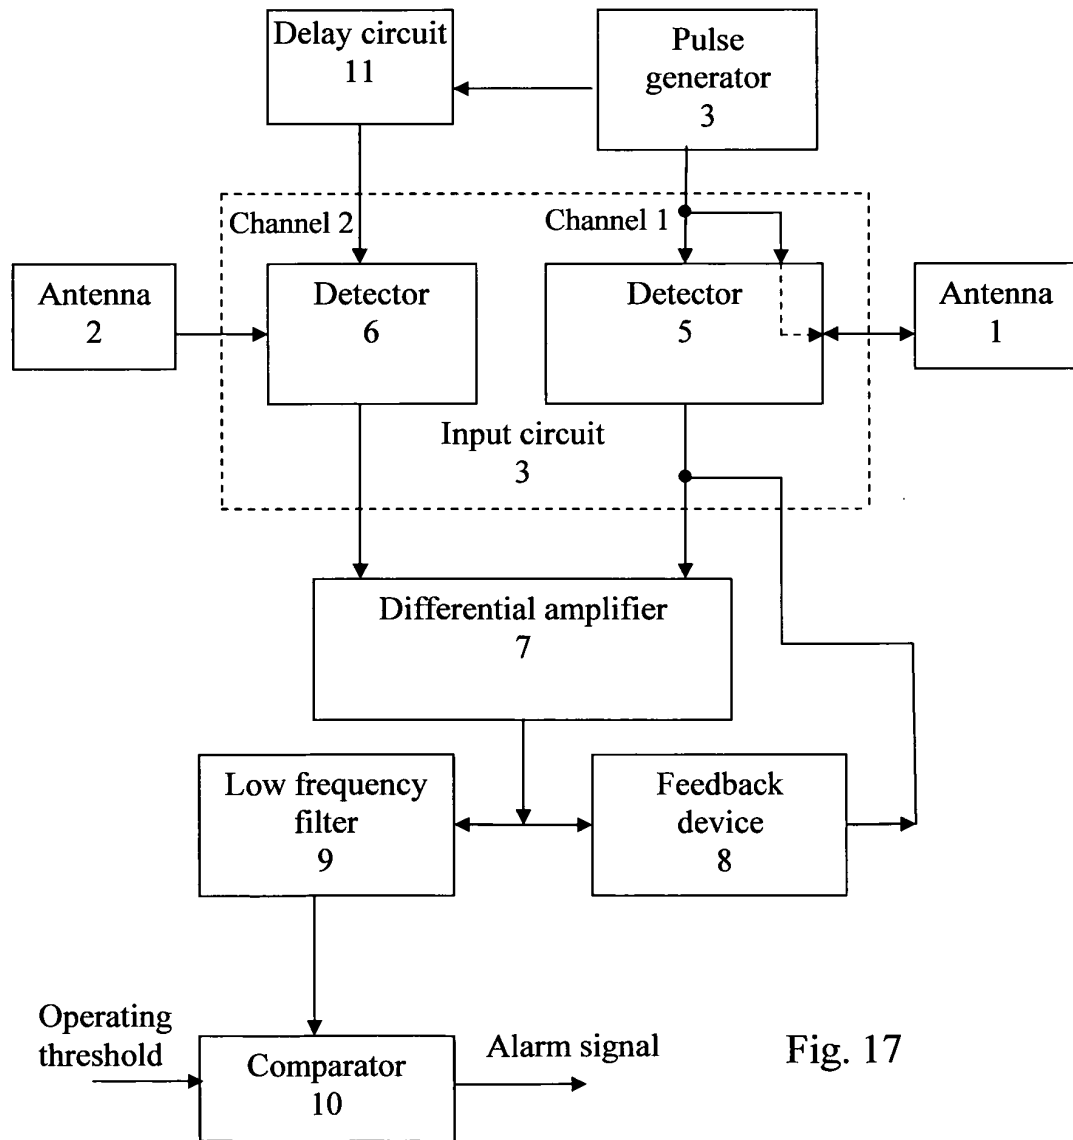 Delay circuit
11
Pulse
generator
3
Channel 2
Channel 1
Antenna
2
Detector
6
Detector
5
Antenna
1
Input circuit
3
Differential amplifier
7
Low frequency
filter
9
Feedback
device
8
Operating
threshold
Comparator
10
Alarm signal
Fig. 17